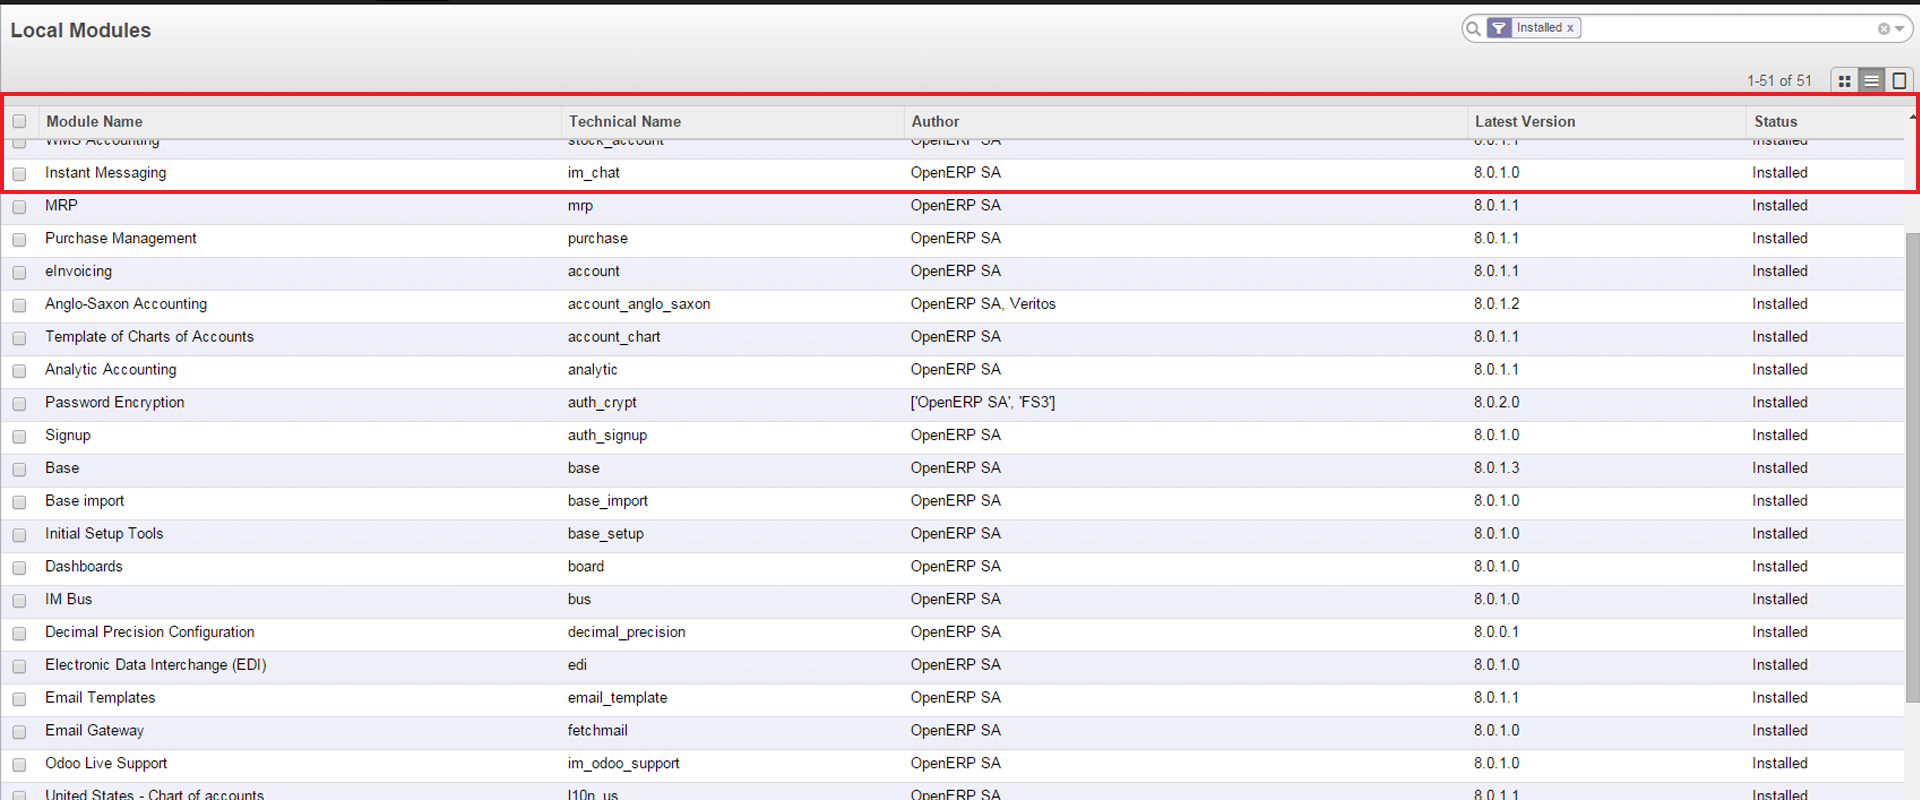 Local Modules
Installed x
1-51 of 51
Module Name Technical Name Author Latest Version Status
WMS Accounting stock_account OpenERP SA 8.0.1.1 Installed
Instant Messaging im_chat OpenERP SA 8.0.1.0 Installed
MRP mrp OpenERP SA 8.0.1.1 Installed
Purchase Management purchase OpenERP SA 8.0.1.1 Installed
eInvoicing account OpenERP SA 8.0.1.1 Installed
Anglo-Saxon Accounting account_anglo_saxon OpenERP SA, Veritos 8.0.1.2 Installed
Template of Charts of Accounts account_chart OpenERP SA 8.0.1.1 Installed
Analytic Accounting analytic OpenERP SA 8.0.1.1 Installed
Password Encryption auth_crypt ['OpenERP SA', 'FS3'] 8.0.2.0 Installed
Signup auth_signup OpenERP SA 8.0.1.0 Installed
Base base OpenERP SA 8.0.1.3 Installed
Base import base_import OpenERP SA 8.0.1.0 Installed
Initial Setup Tools base_setup OpenERP SA 8.0.1.0 Installed
Dashboards board OpenERP SA 8.0.1.0 Installed
IM Bus bus OpenERP SA 8.0.1.0 Installed
Decimal Precision Configuration decimal_precision OpenERP SA 8.0.0.1 Installed
Electronic Data Interchange (EDI) edi OpenERP SA 8.0.1.0 Installed
Email Templates email_template OpenERP SA 8.0.1.1 Installed
Email Gateway fetchmail OpenERP SA 8.0.1.0 Installed
Odoo Live Support im_odoo_support OpenERP SA 8.0.1.0 Installed
United States - Chart of accounts l10n_us OpenERP SA 8.0.1.1 Installed